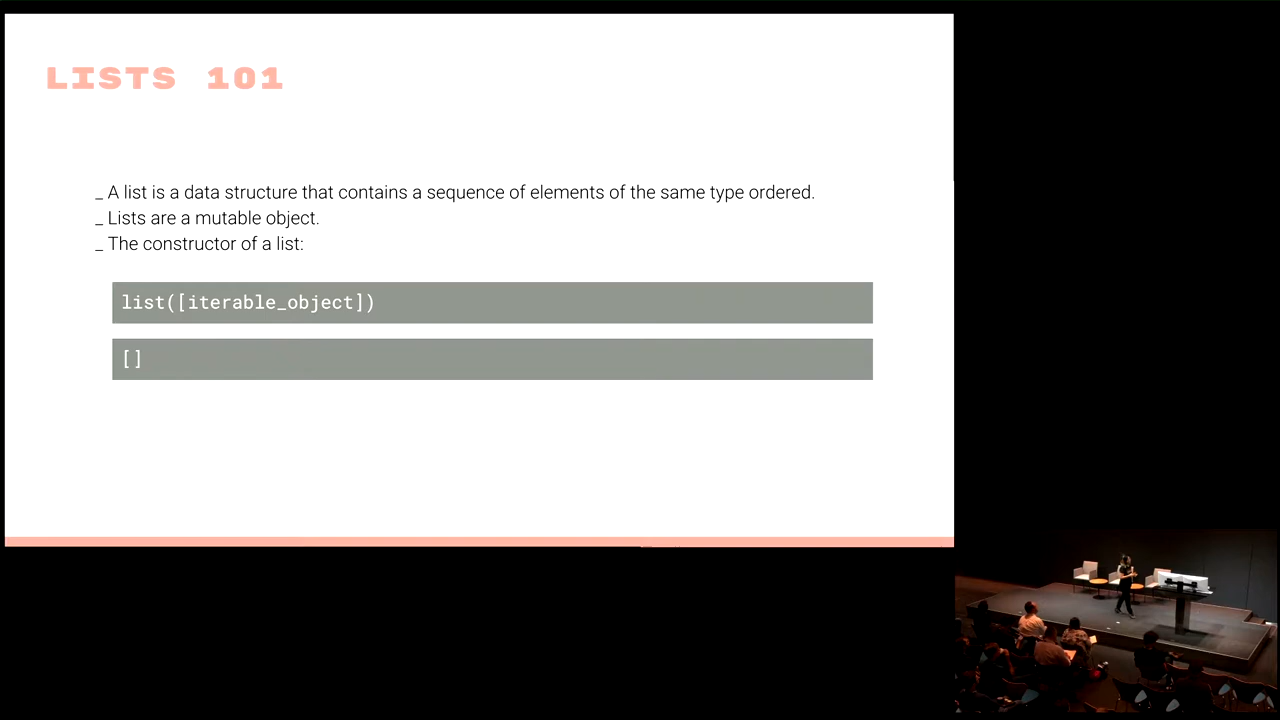 LISTS 101
_ A list is a data structure that contains a sequence of elements of the same type ordered.
_ Lists are a mutable object.
_ The constructor of a list:
list([iterable_object])
[]